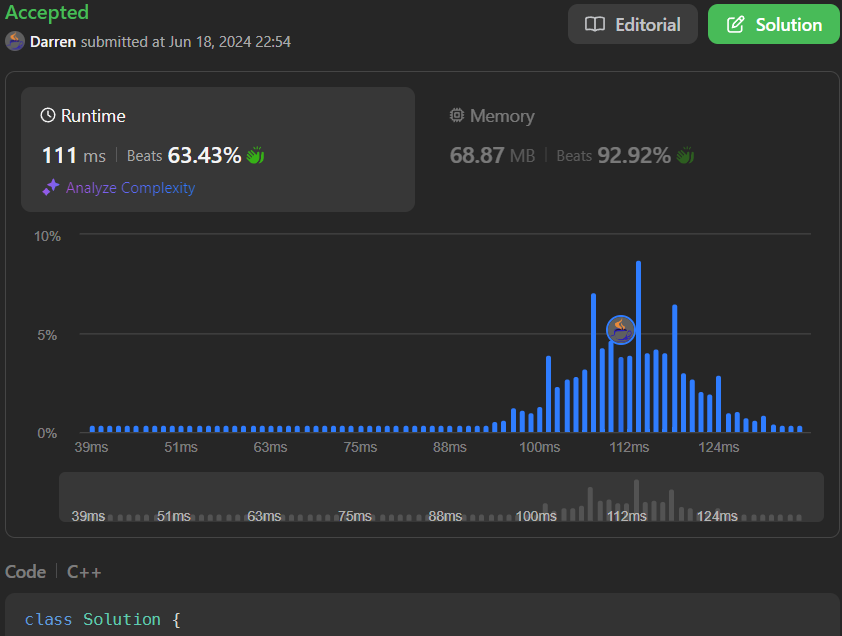 Accepted
Editorial
Solution
Darren submitted at Jun 18, 2024 22:54
Runtime
111 ms | Beats 63.43%
Analyze Complexity
Memory
68.87 MB | Beats 92.92%
10%
5%
0%
39ms 51ms 63ms 75ms 88ms 100ms 112ms 124ms
39ms 51ms 63ms 75ms 88ms 100ms 112ms 124ms
Code | C++
class Solution {